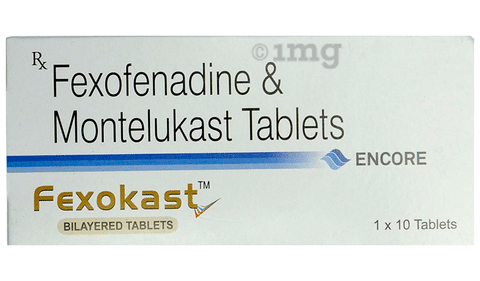 ©1mg
Rx
Fexofenadine &
Montelukast Tablets
ENCORE
Fexokast™
BILAYERED TABLETS
1 x 10 Tablets